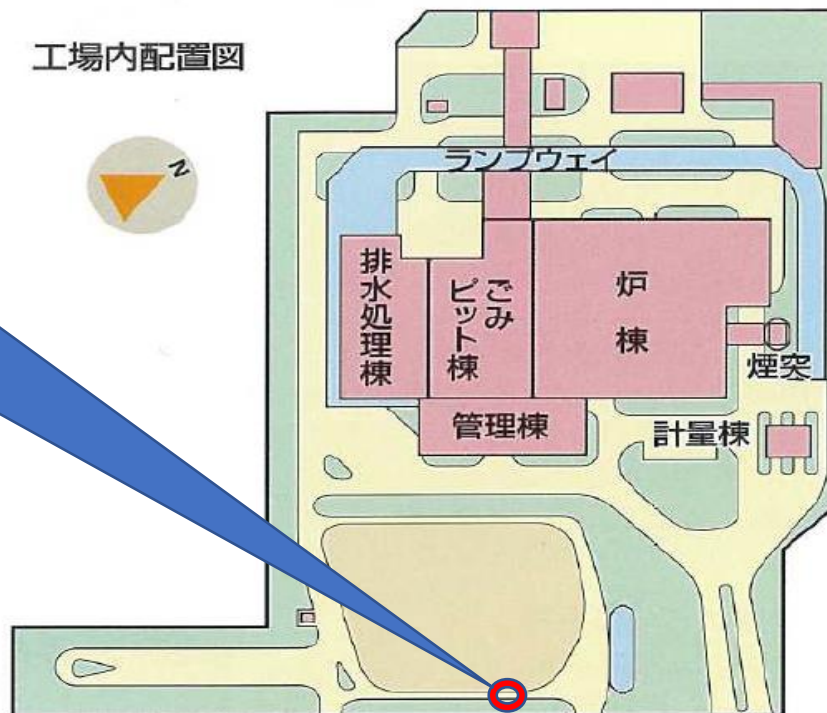 工場内配置図
N
ランプウェイ
排水処理棟
ごみ
ピット棟
炉棟
煙突
管理棟
計量棟